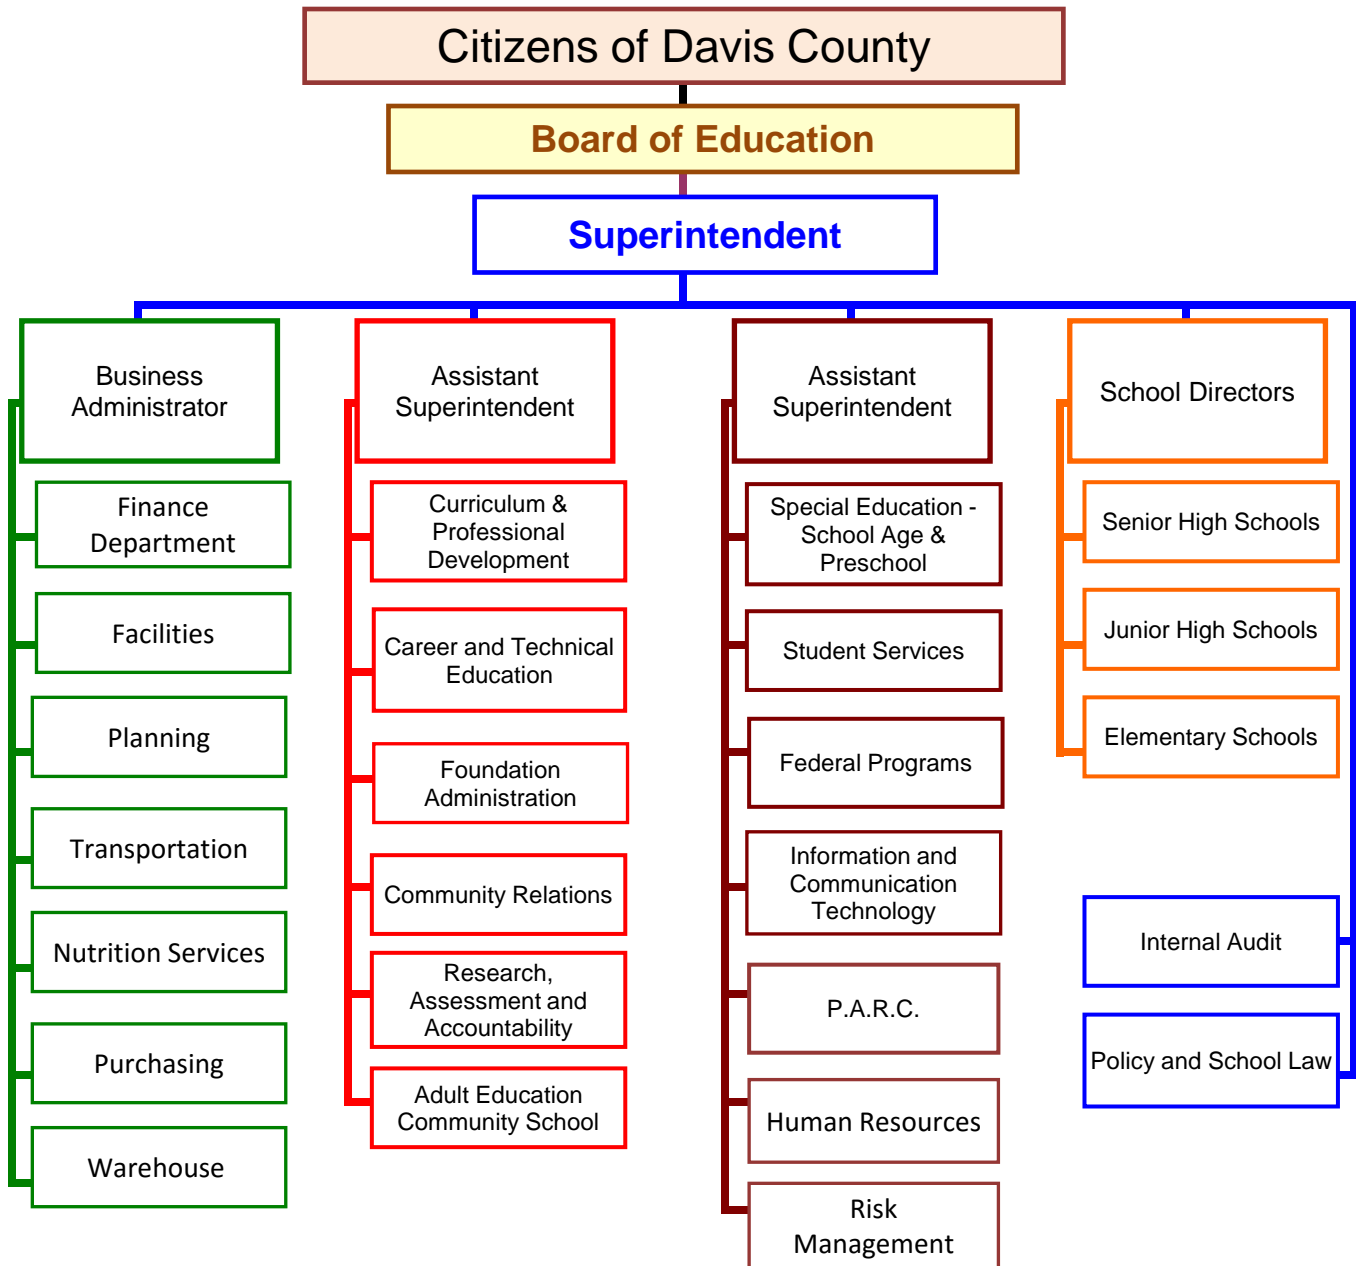 Citizens of Davis County
Board of Education
Superintendent
Business
Administrator
Finance
Department
Facilities
Planning
Transportation
Nutrition Services
Purchasing
Warehouse
Assistant
Superintendent
Curriculum &
Professional
Development
Career and Technical
Education
Foundation
Administration
Community Relations
Research,
Assessment and
Accountability
Adult Education
Community School
Assistant
Superintendent
Special Education -
School Age &
Preschool
Student Services
Federal Programs
Information and
Communication
Technology
P.A.R.C.
Human Resources
Risk
Management
School Directors
Senior High Schools
Junior High Schools
Elementary Schools
Internal Audit
Policy and School Law